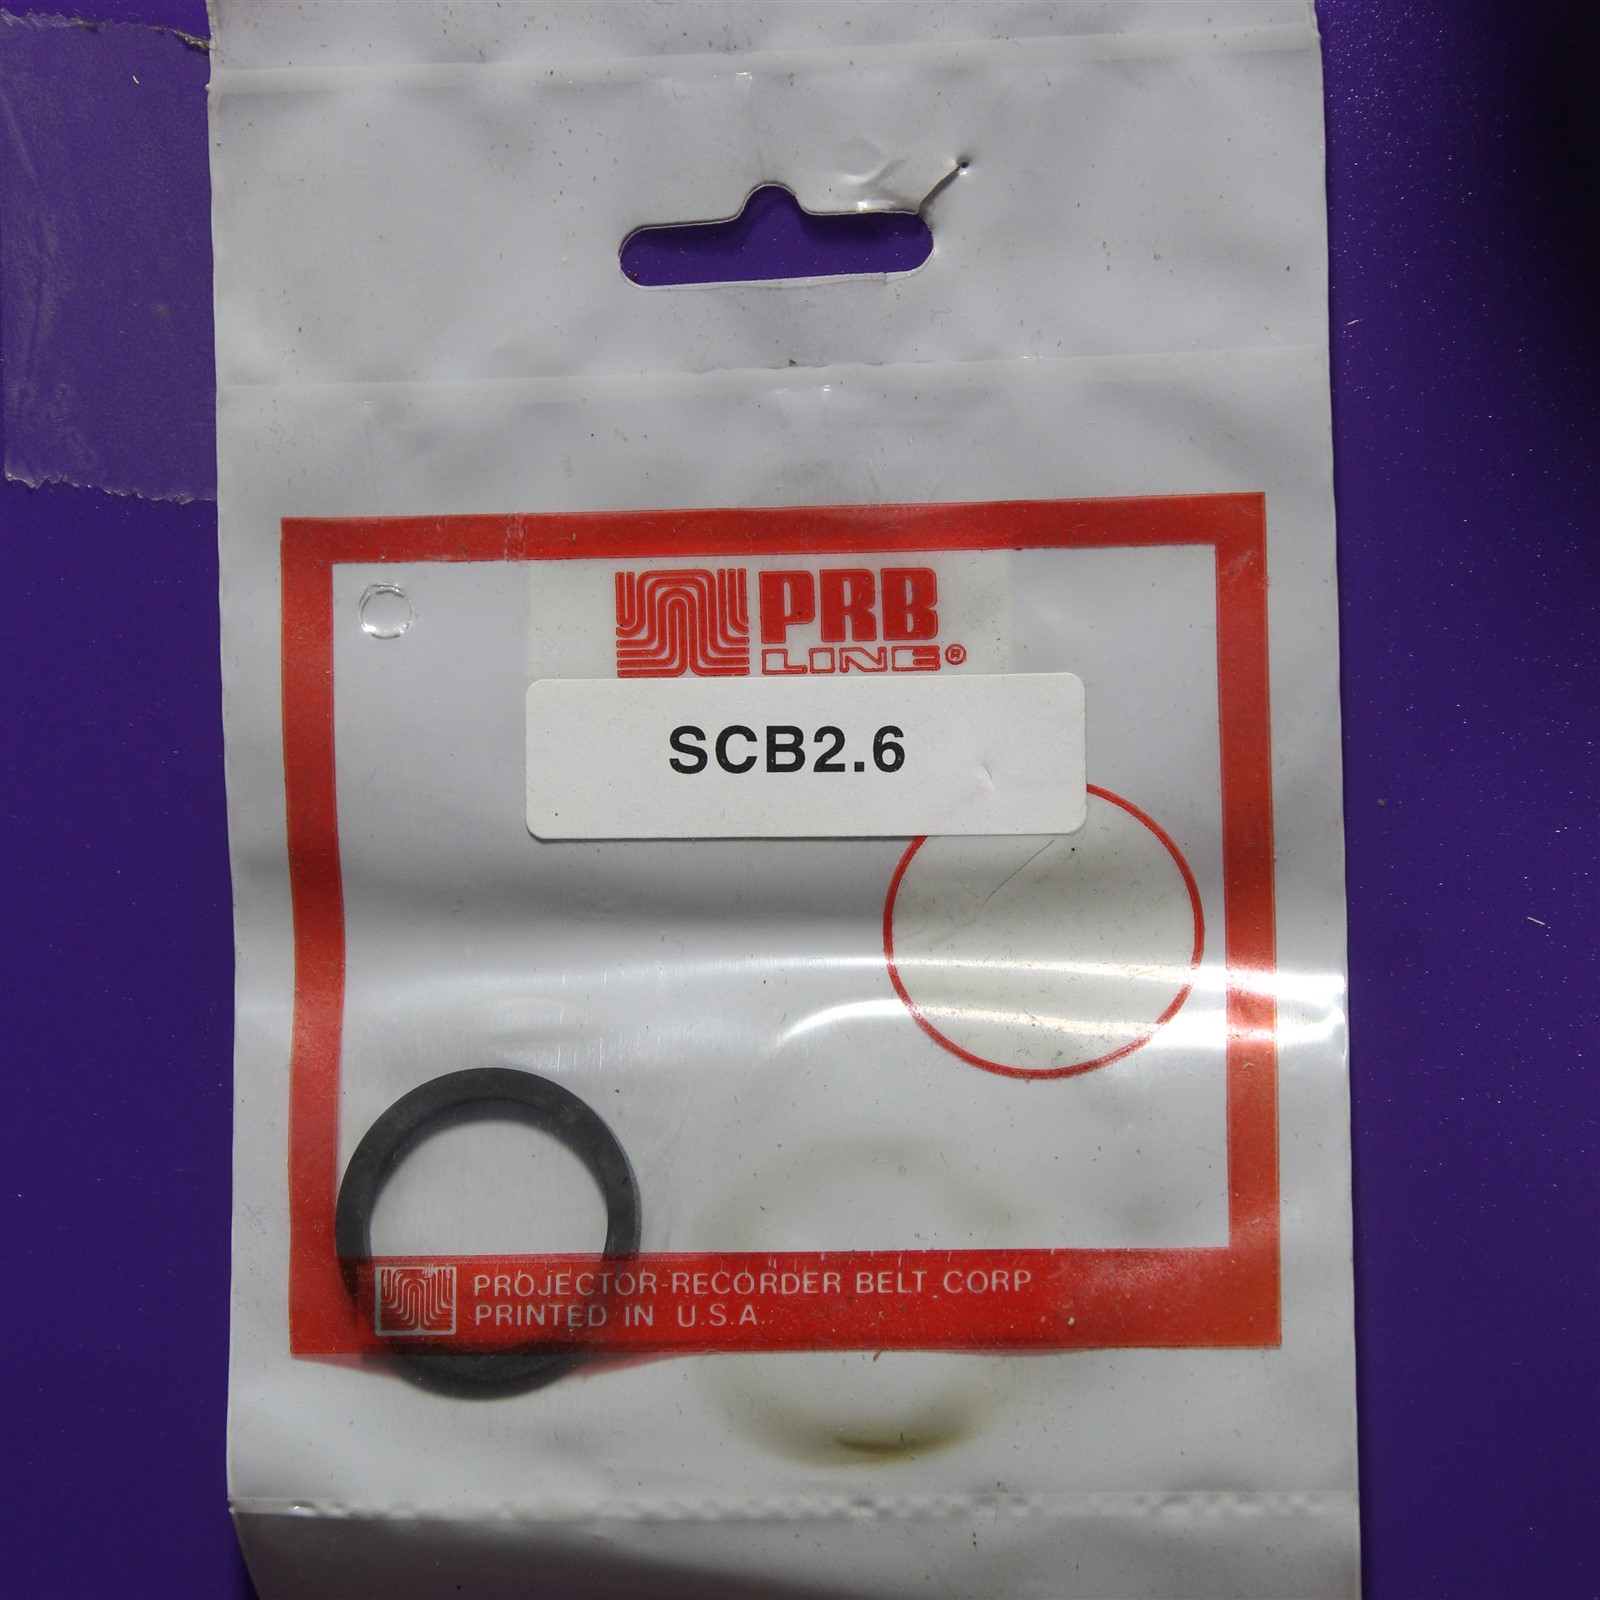 PRB
LINE®
SCB2.6
PROJECTOR-RECORDER BELT CORP
PRINTED IN U.S.A.